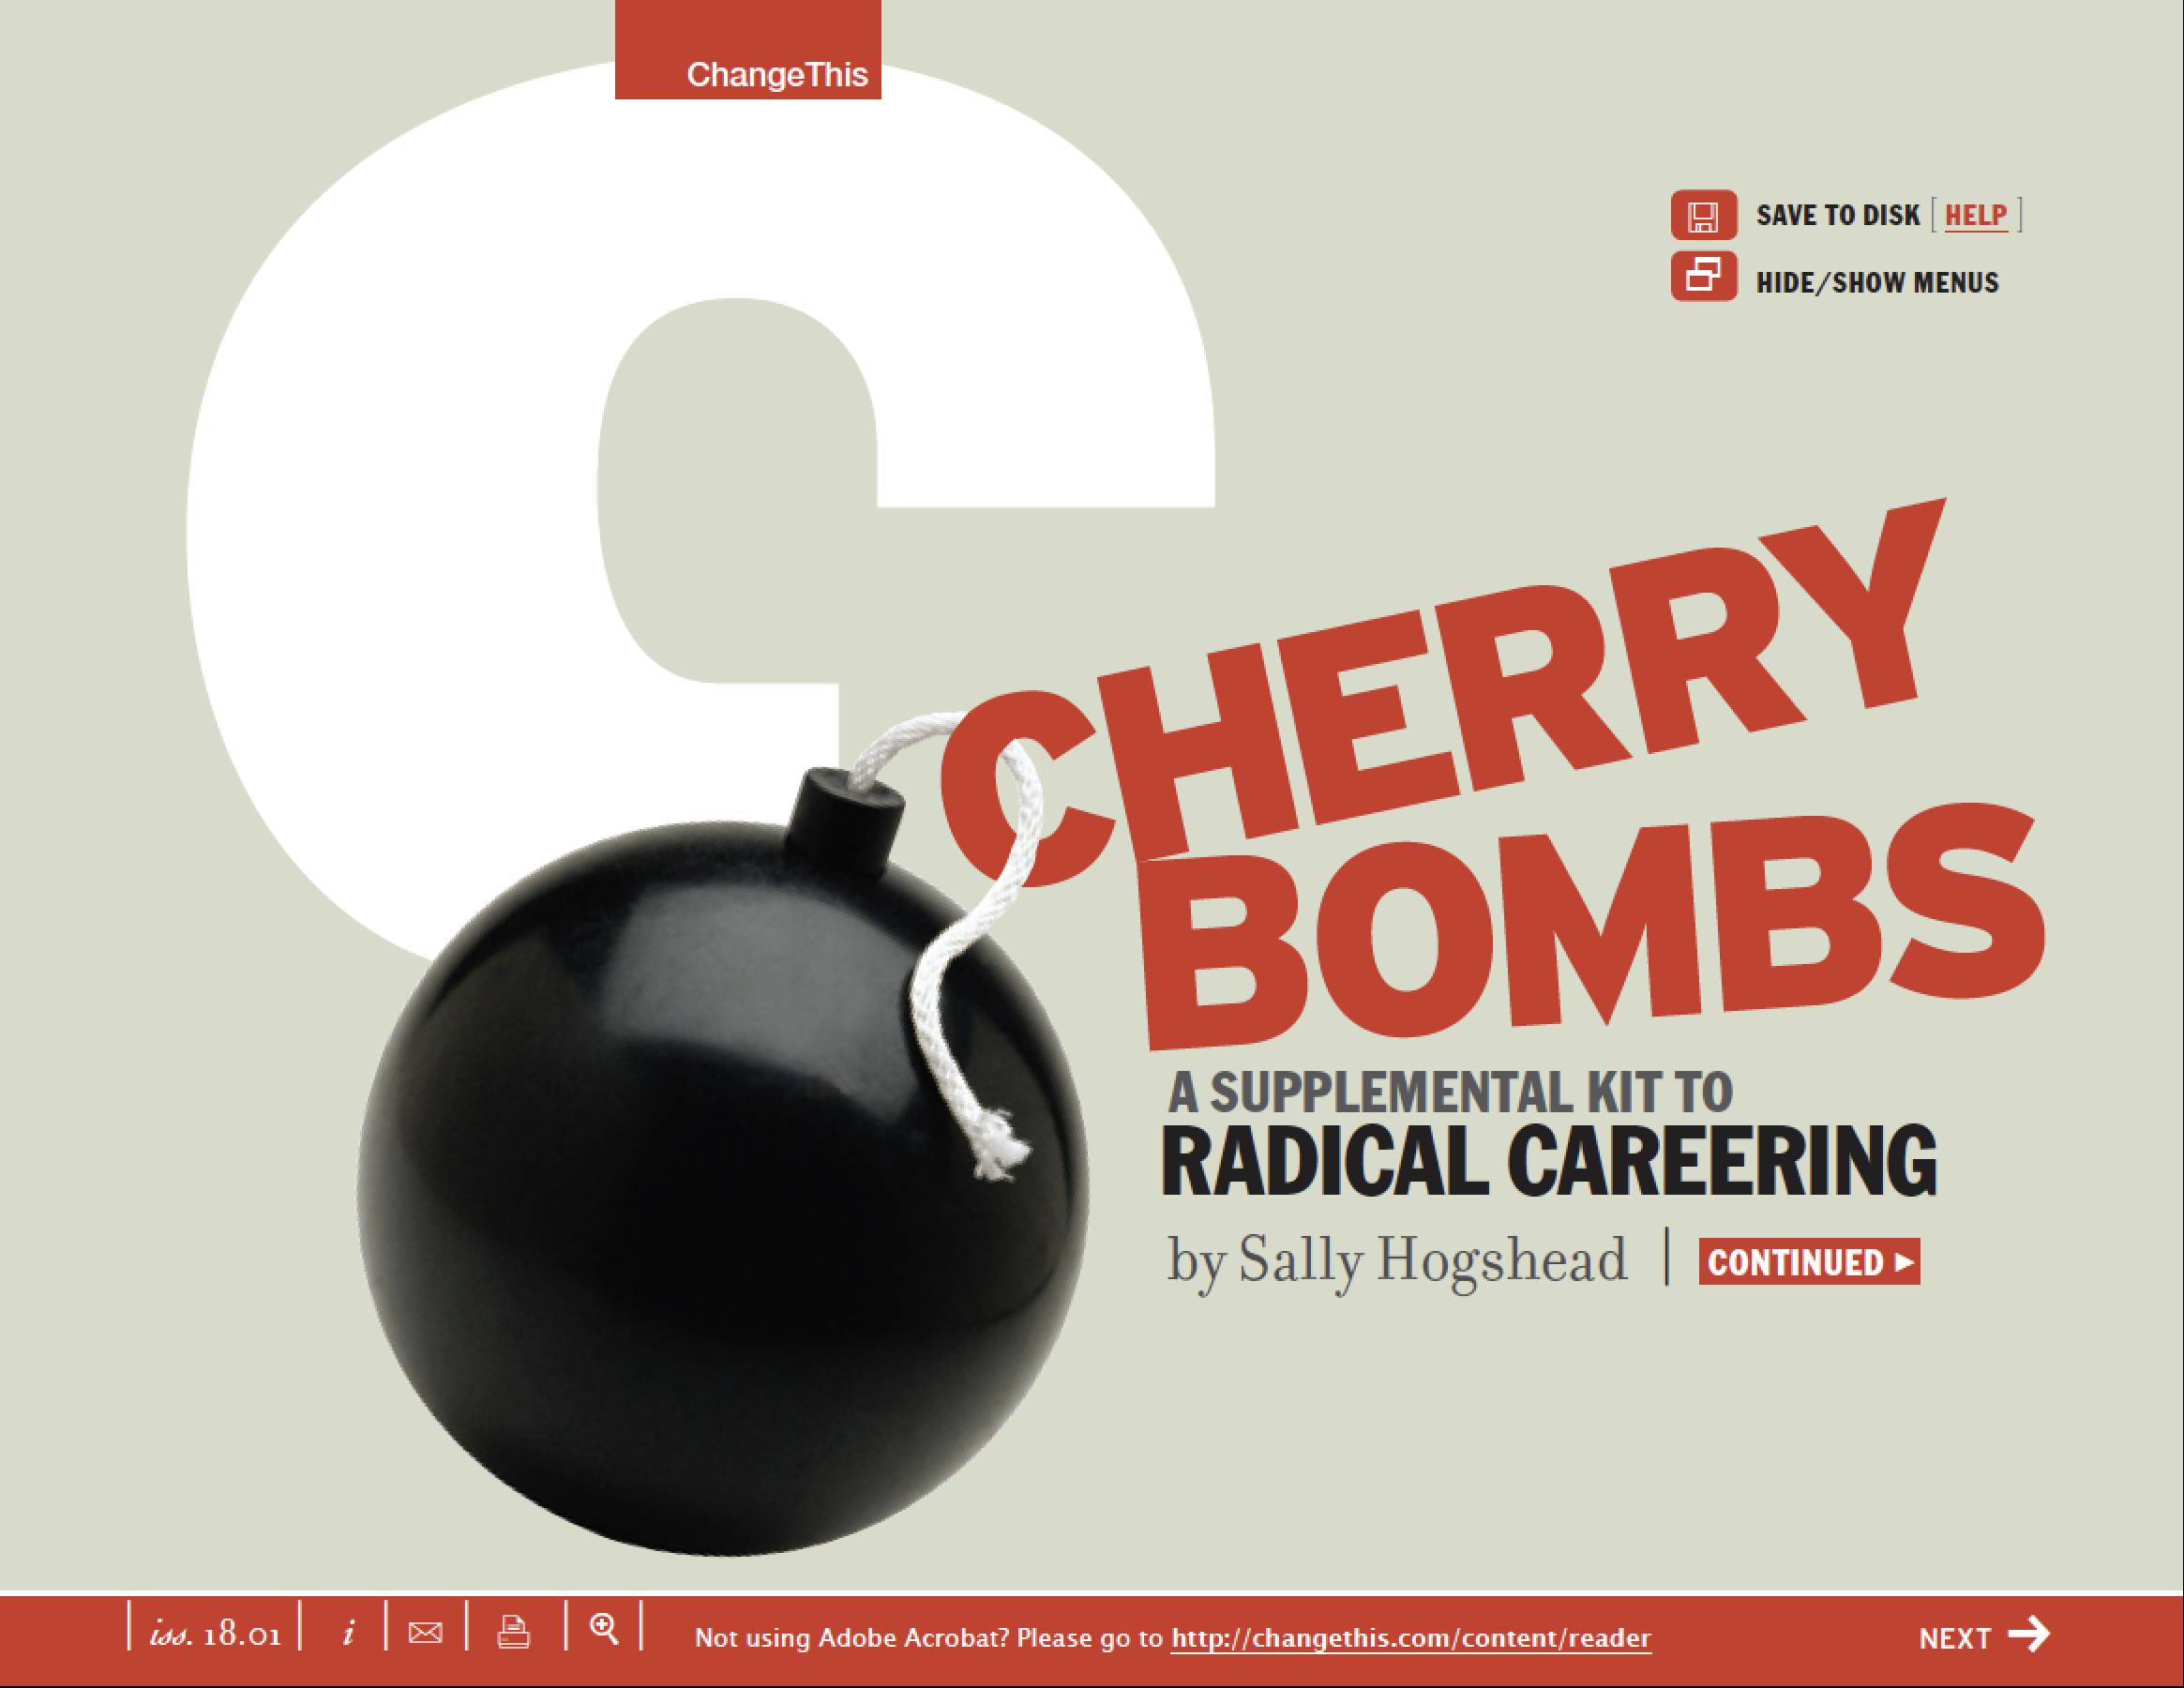 ChangeThis
SAVE TO DISK [ HELP ]
HIDE/SHOW MENUS
CHERRY
BOMBS
A SUPPLEMENTAL KIT TO
RADICAL CAREERING
by Sally Hogshead | CONTINUED ▶
iss. 18.01 | i | Not using Adobe Acrobat? Please go to http://changethis.com/content/reader NEXT →